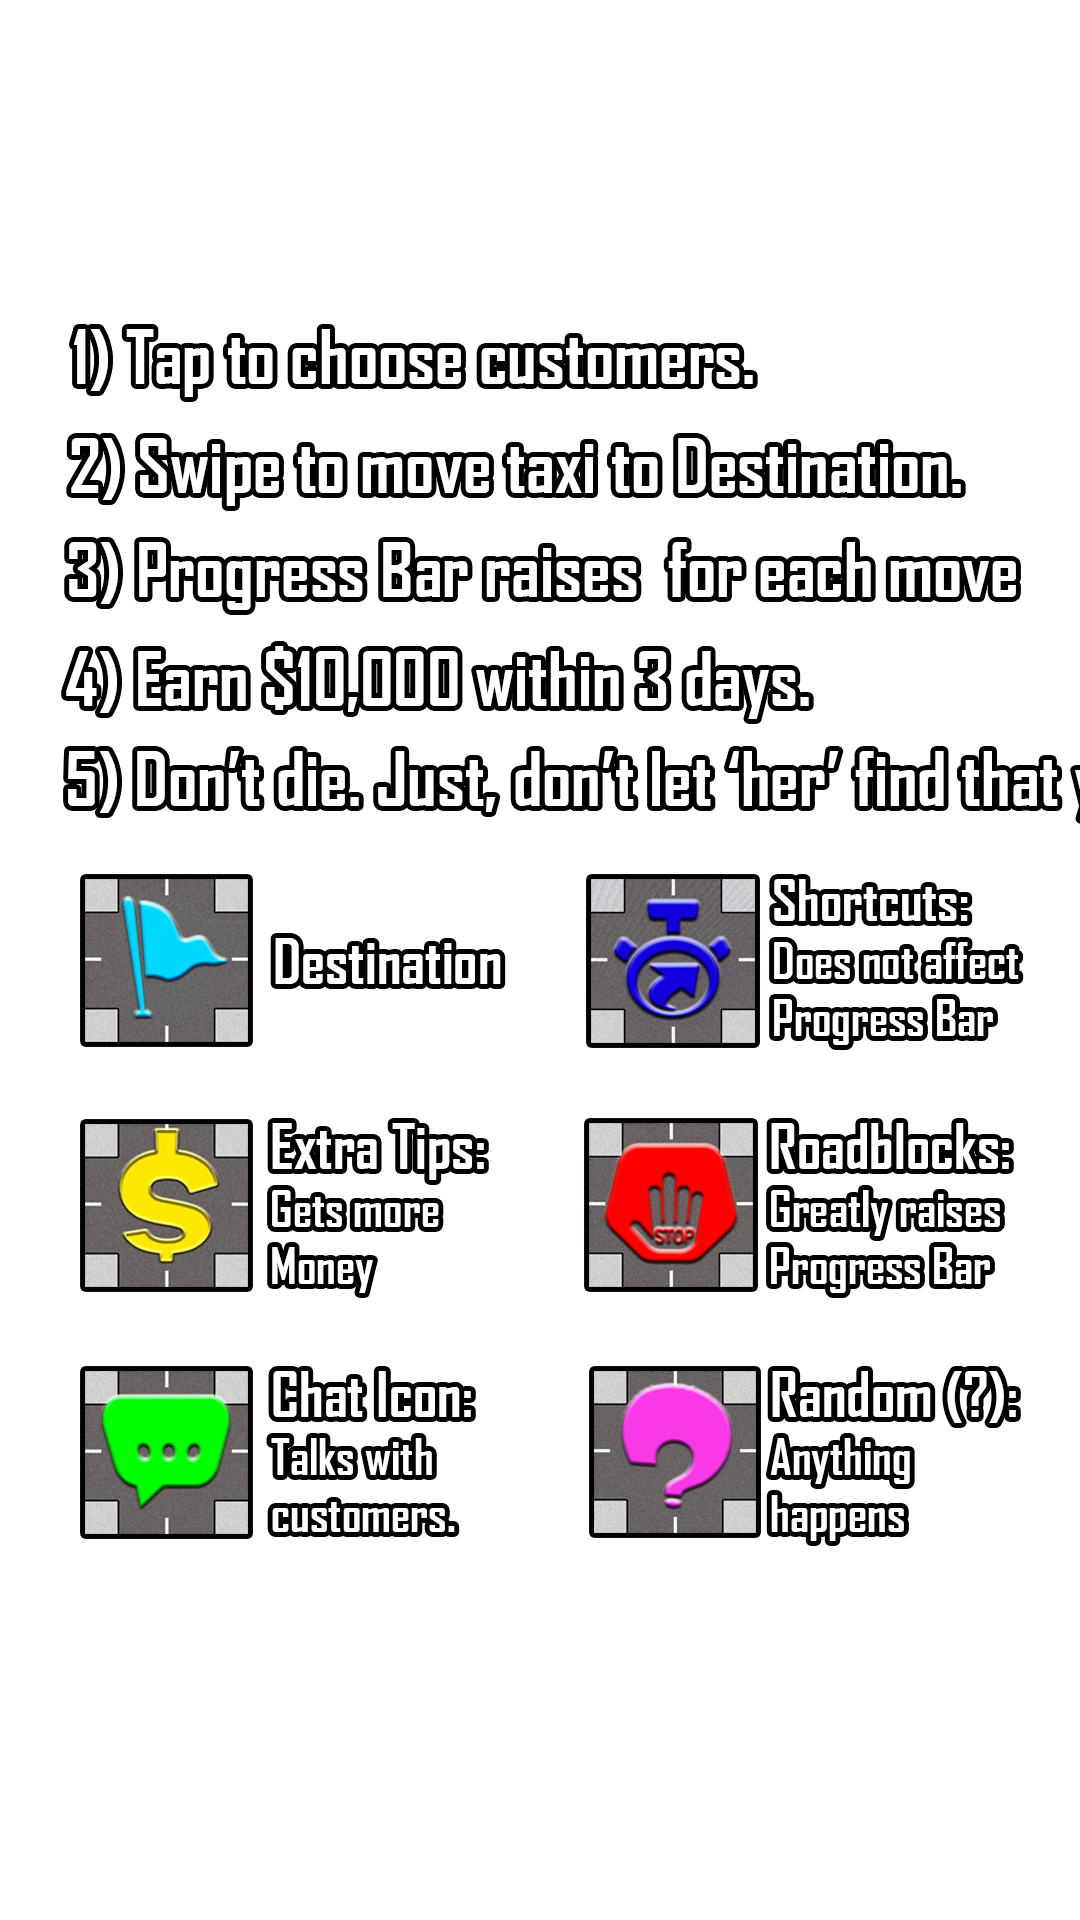 1) Tap to choose customers.
2) Swipe to move taxi to Destination.
3) Progress Bar raises  for each move
4) Earn $10,000 within 3 days.
5) Don’t die. Just, don’t let ‘her’ find that
Destination
Shortcuts:
Does not affect
Progress Bar
Extra Tips:
Gets more
Money
Roadblocks:
Greatly raises
Progress Bar
STOP
Chat Icon:
Talks with
customers.
Random (?):
Anything
happens